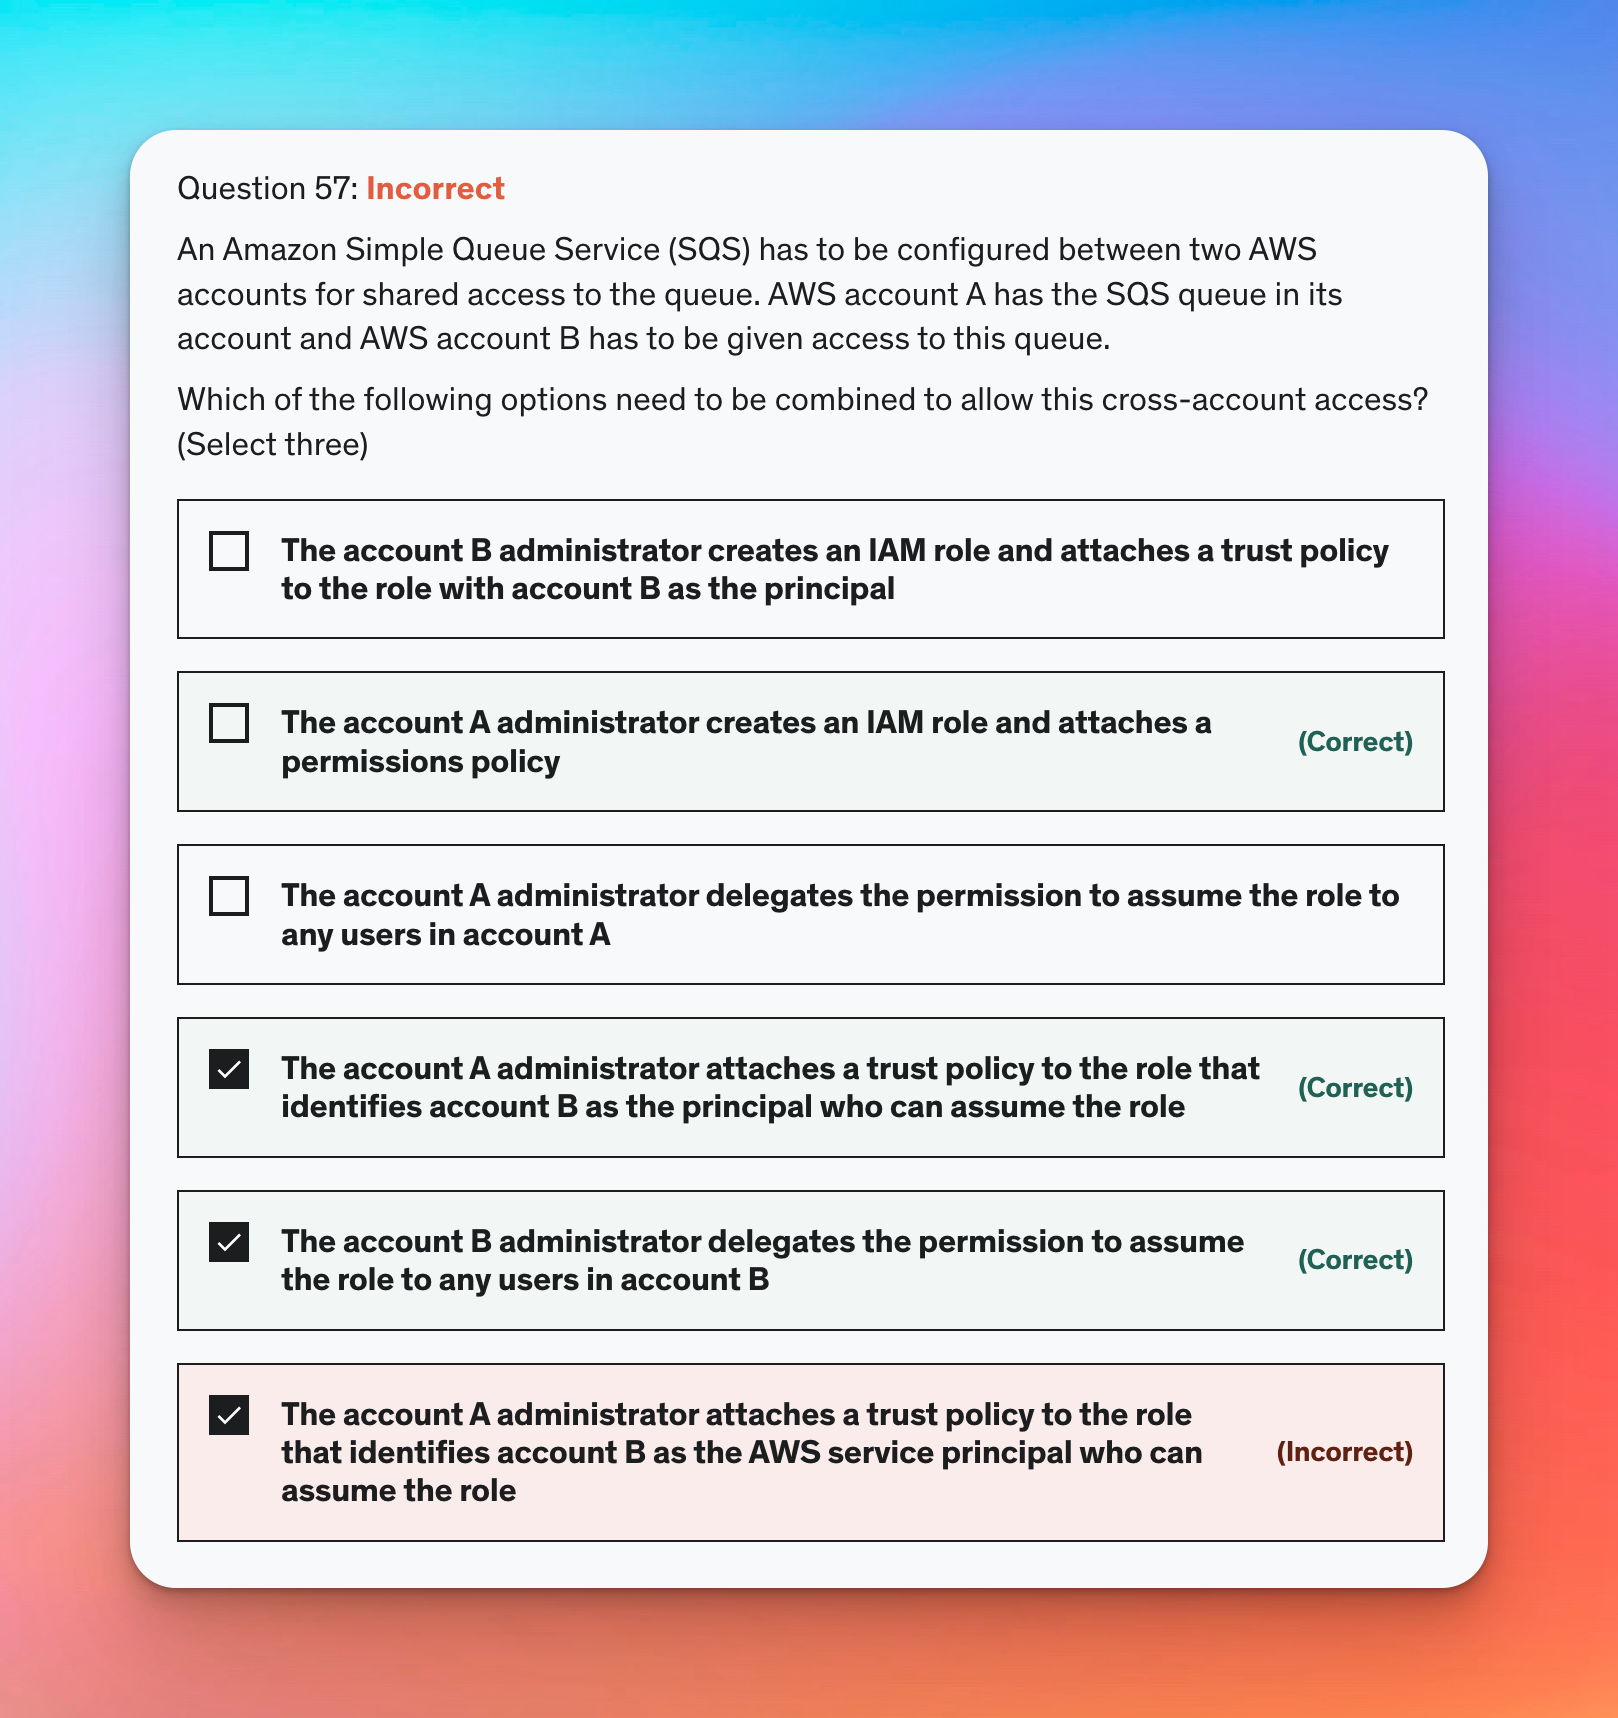 Question 57: Incorrect
An Amazon Simple Queue Service (SQS) has to be configured between two AWS
accounts for shared access to the queue. AWS account A has the SQS queue in its
account and AWS account B has to be given access to this queue.
Which of the following options need to be combined to allow this cross-account access?
(Select three)
The account B administrator creates an IAM role and attaches a trust policy
to the role with account B as the principal
The account A administrator creates an IAM role and attaches a
permissions policy
(Correct)
The account A administrator delegates the permission to assume the role to
any users in account A
The account A administrator attaches a trust policy to the role that
identifies account B as the principal who can assume the role
(Correct)
The account B administrator delegates the permission to assume
the role to any users in account B
(Correct)
The account A administrator attaches a trust policy to the role
that identifies account B as the AWS service principal who can
assume the role
(Incorrect)